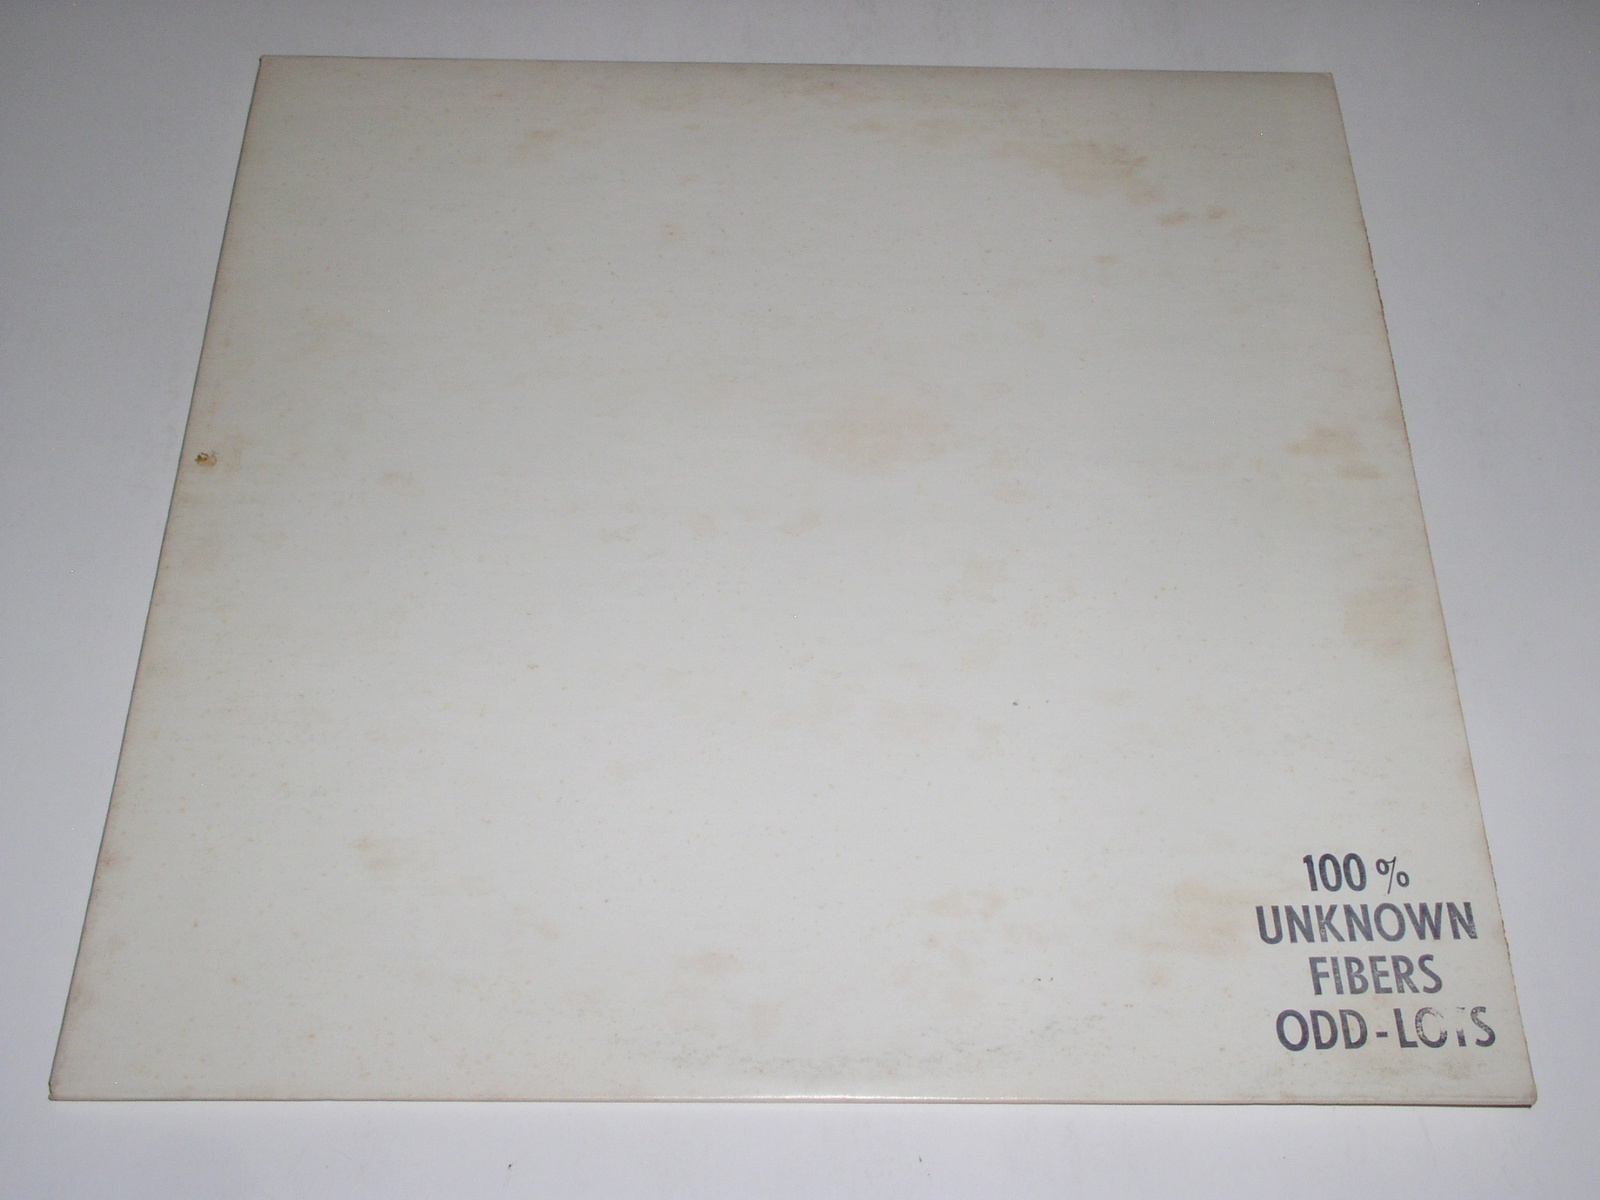 100 %
UNKNOWN
FIBERS
ODD-LOTS